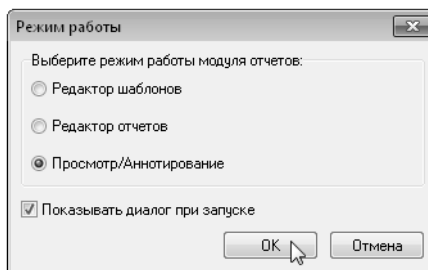 Режим работы
Выберите режим работы модуля отчетов:
Редактор шаблонов
Редактор отчетов
Просмотр/Аннотирование
Показывать диалог при запуске
OK
Отмена